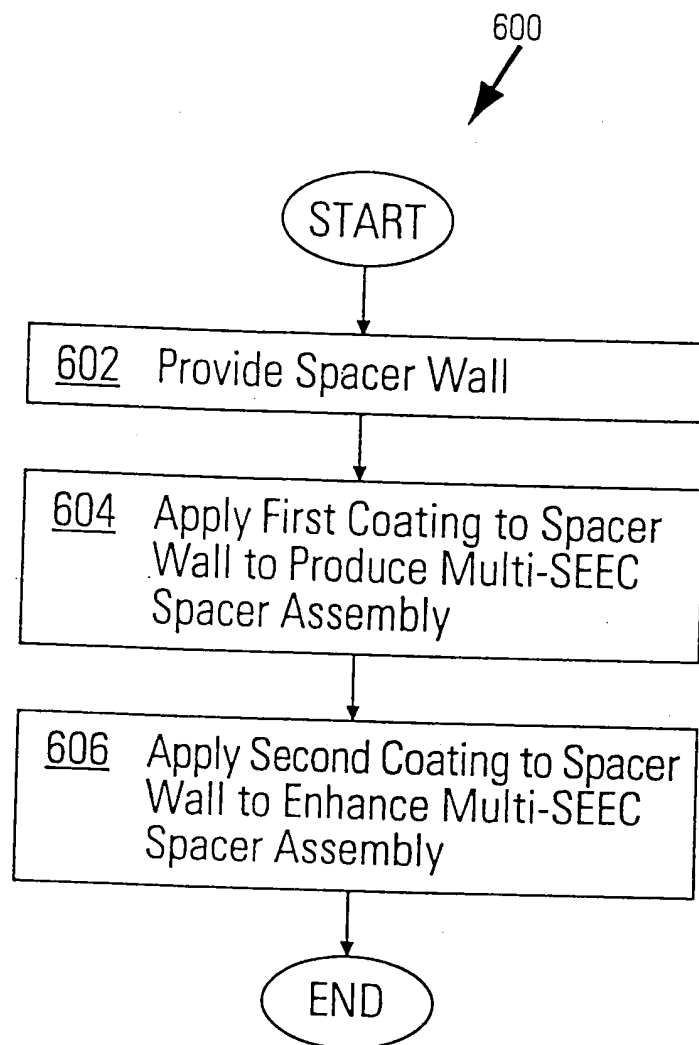 600
START
602 Provide Spacer Wall
604 Apply First Coating to Spacer
Wall to Produce Multi-SEEC
Spacer Assembly
606 Apply Second Coating to Spacer
Wall to Enhance Multi-SEEC
Spacer Assembly
END